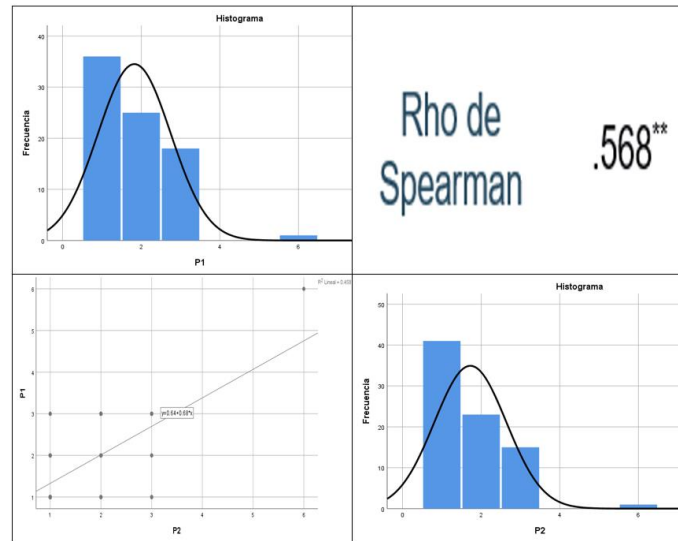 Histograma
Frecuencia
40
30
20
10
0
0 2 4 6
P1
Rho de
Spearman
.568**
R² Lineal =
P1
6
5
4
3
2
1
y=0.64+0.68*x
1 2 3 4 5 6
P2
Histograma
Frecuencia
50
40
30
20
10
0
0 2 4 6
P2